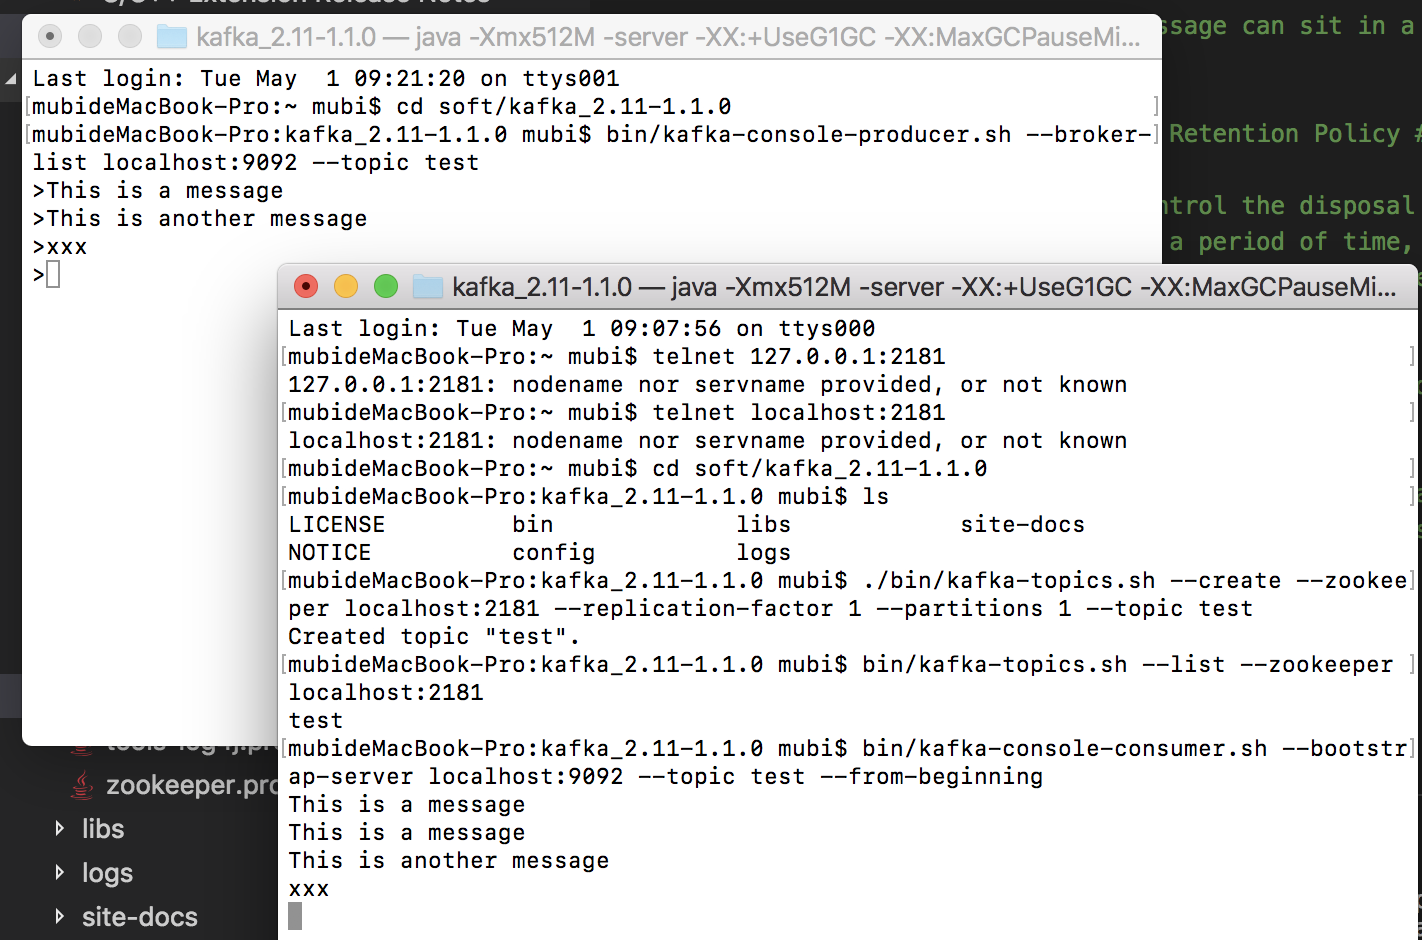 Extension Release Notes
kafka_2.11-1.1.0 — java -Xmx512M -server -XX:+UseG1GC -XX:MaxGCPauseMi...
Last login: Tue May  1 09:21:20 on ttys001
[mubideMacBook-Pro:~ mubi$ cd soft/kafka_2.11-1.1.0 ]
[mubideMacBook-Pro:kafka_2.11-1.1.0 mubi$ bin/kafka-console-producer.sh --broker-]
list localhost:9092 --topic test
>This is a message
>This is another message
>xxx
>
ssage can sit in a
Retention Policy #
ntrol the disposal
a period of time,
kafka_2.11-1.1.0 — java -Xmx512M -server -XX:+UseG1GC -XX:MaxGCPauseMi...
Last login: Tue May  1 09:07:56 on ttys000
[mubideMacBook-Pro:~ mubi$ telnet 127.0.0.1:2181 ]
127.0.0.1:2181: nodename nor servname provided, or not known
[mubideMacBook-Pro:~ mubi$ telnet localhost:2181 ]
localhost:2181: nodename nor servname provided, or not known
[mubideMacBook-Pro:~ mubi$ cd soft/kafka_2.11-1.1.0 ]
[mubideMacBook-Pro:kafka_2.11-1.1.0 mubi$ ls ]
LICENSE bin libs site-docs
NOTICE config logs
[mubideMacBook-Pro:kafka_2.11-1.1.0 mubi$ ./bin/kafka-topics.sh --create --zookee]
per localhost:2181 --replication-factor 1 --partitions 1 --topic test
Created topic "test".
[mubideMacBook-Pro:kafka_2.11-1.1.0 mubi$ bin/kafka-topics.sh --list --zookeeper ]
localhost:2181
test
[mubideMacBook-Pro:kafka_2.11-1.1.0 mubi$ bin/kafka-console-consumer.sh --bootstr]
ap-server localhost:9092 --topic test --from-beginning
This is a message
This is a message
This is another message
xxx
zookeeper.pro
libs
logs
site-docs